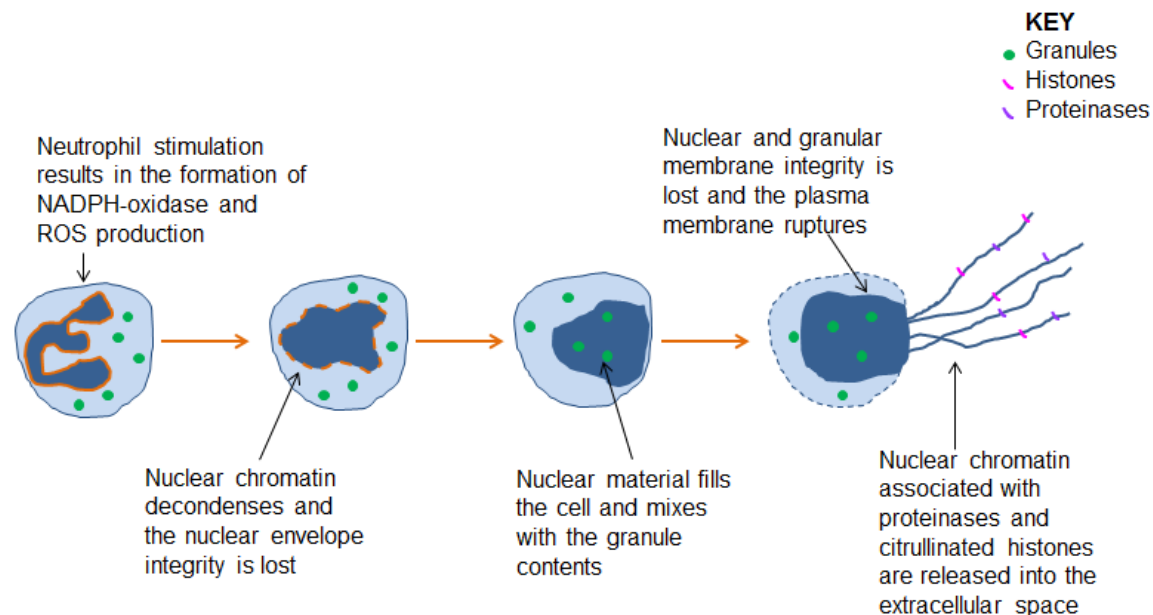 KEY
Granules
Histones
Proteinases
Neutrophil stimulation
results in the formation of
NADPH-oxidase and
ROS production
Nuclear and granular
membrane integrity is
lost and the plasma
membrane ruptures
Nuclear chromatin
decondenses and
the nuclear envelope
integrity is lost
Nuclear material fills
the cell and mixes
with the granule
contents
Nuclear chromatin
associated with
proteinases and
citrullinated histones
are released into the
extracellular space